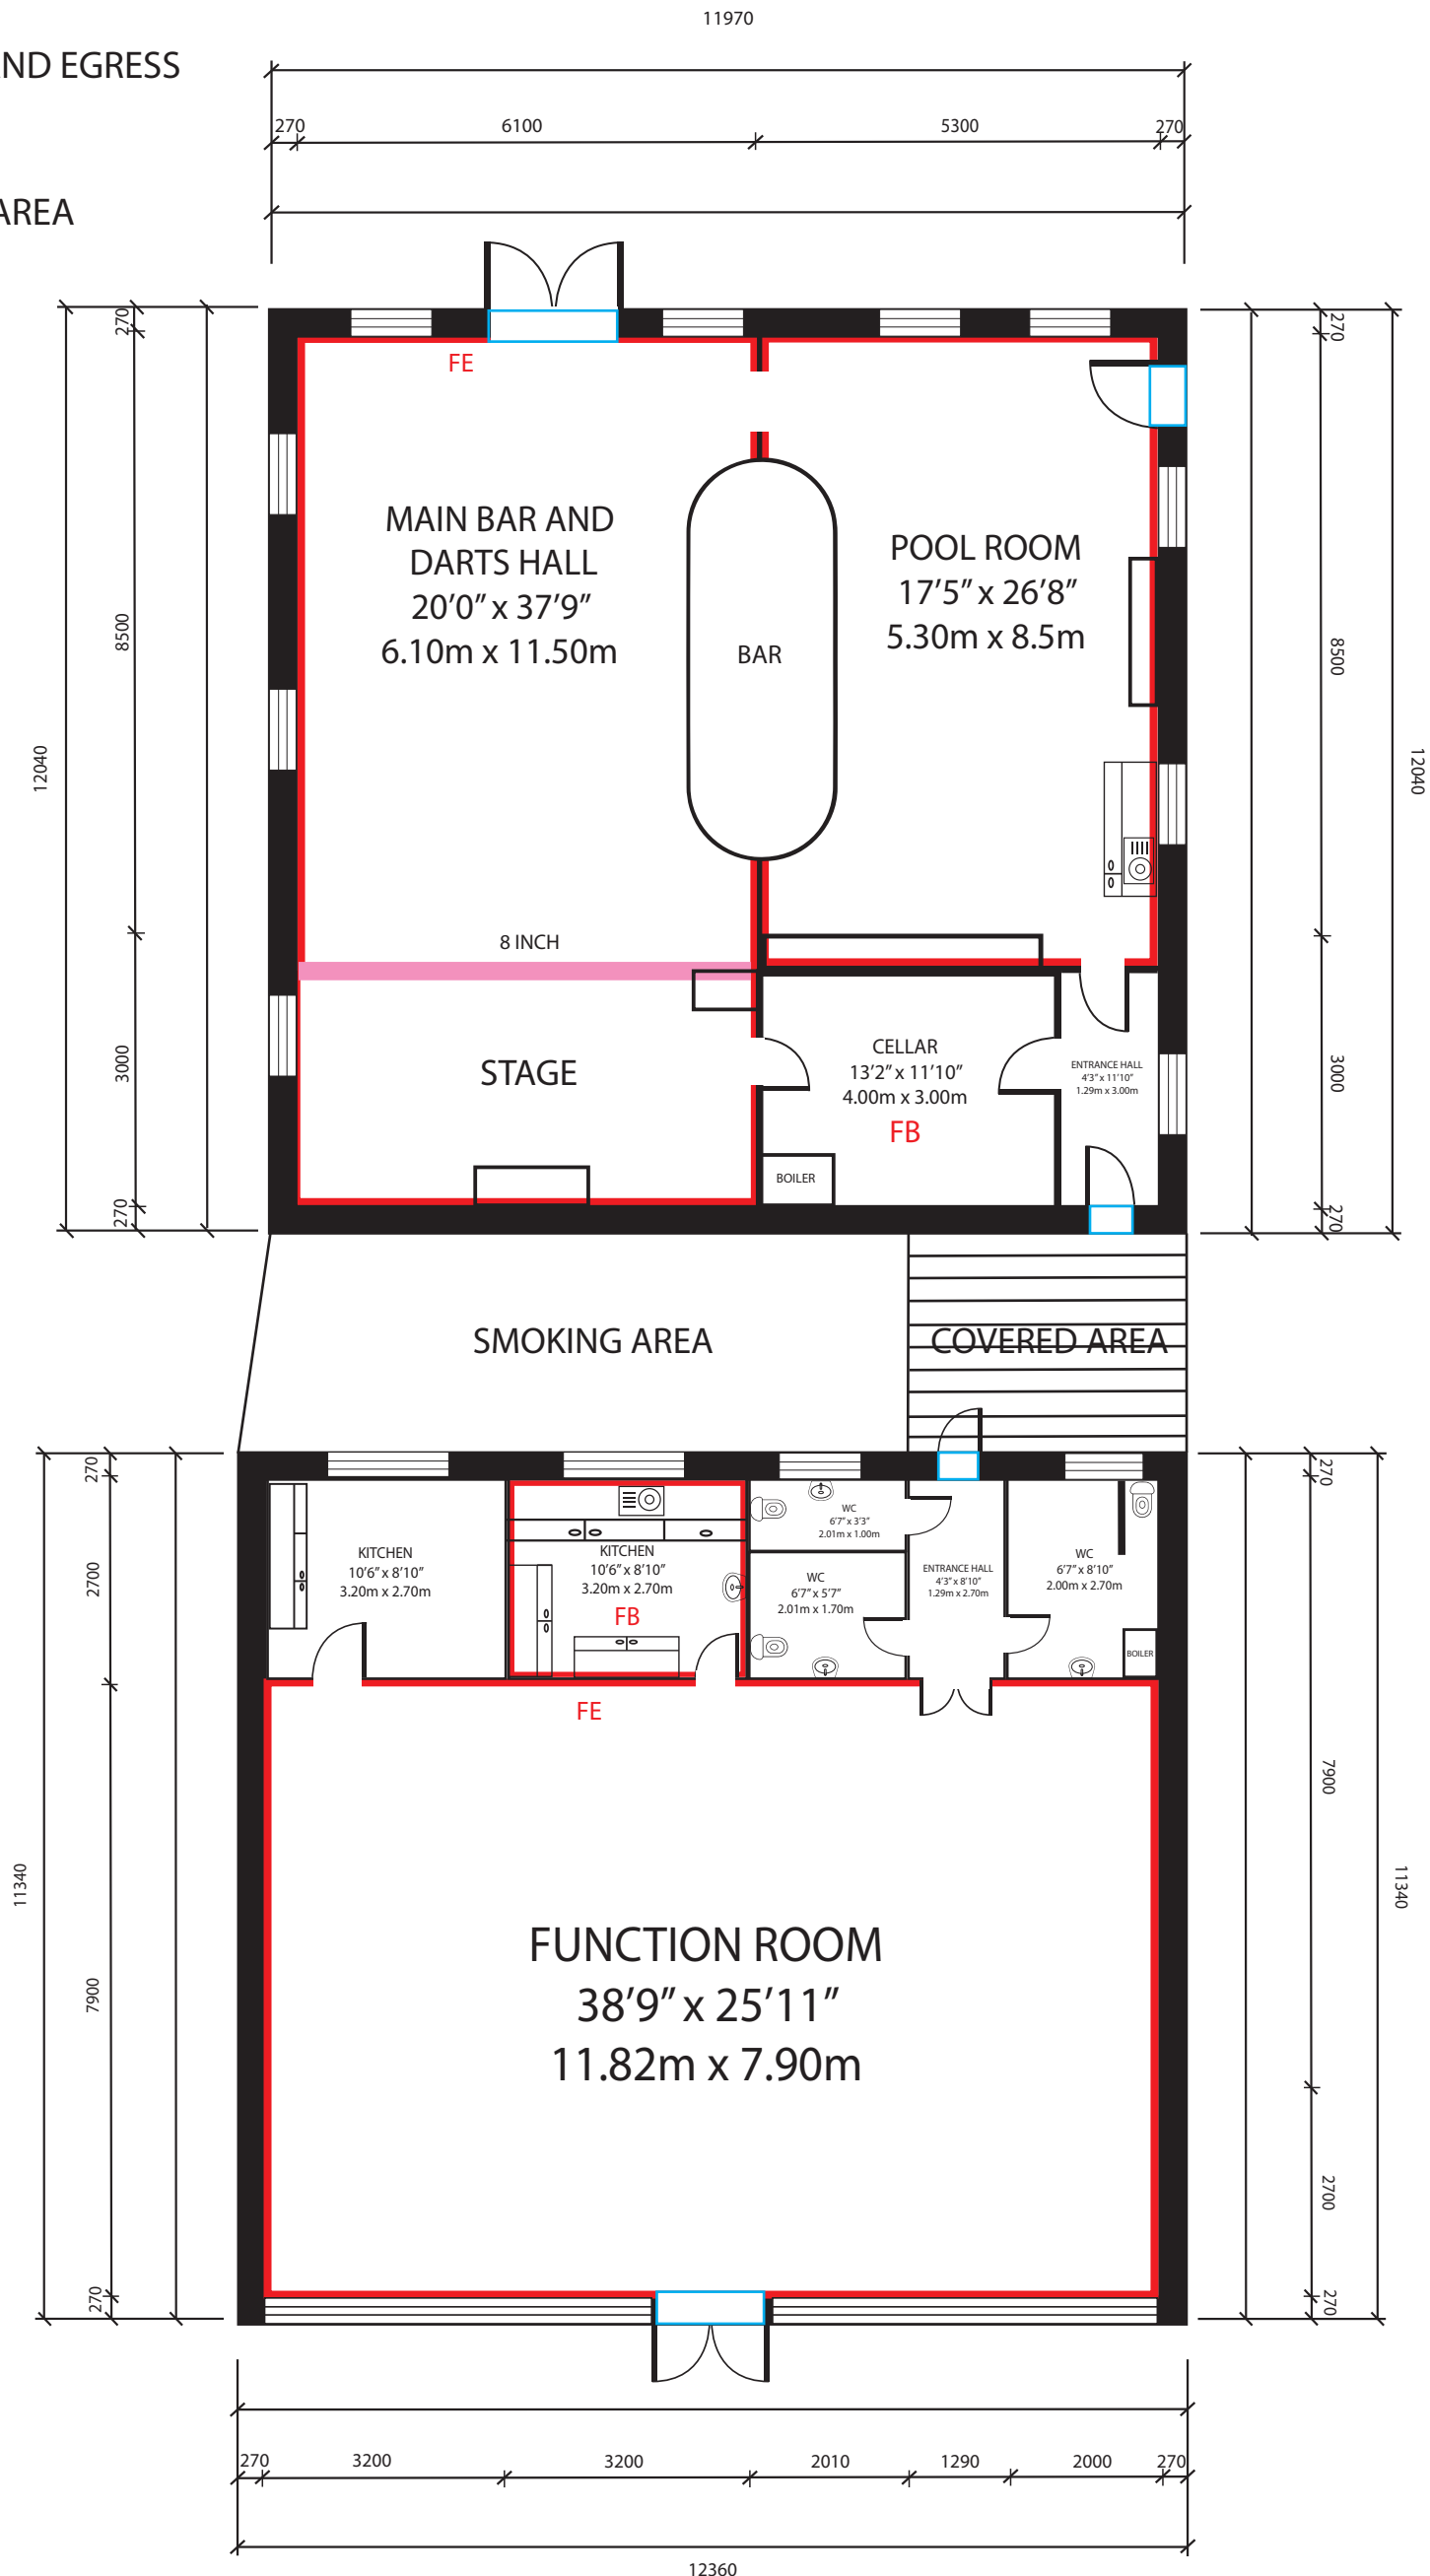 11970
ND EGRESS
270
6100
5300
270
AREA
270
270
FE
MAIN BAR AND
DARTS HALL
20’0” x 37’9”
6.10m x 11.50m
POOL ROOM
17’5” x 26’8”
5.30m x 8.5m
BAR
8500
8500
12040
12040
8 INCH
STAGE
CELLAR
13’2” x 11’10”
4.00m x 3.00m
FB
ENTRANCE HALL
4’3” x 11’10”
1.29m x 3.00m
BOILER
3000
3000
270
270
SMOKING AREA
COVERED AREA
270
270
2700
KITCHEN
10’6” x 8’10”
3.20m x 2.70m
KITCHEN
10’6” x 8’10”
3.20m x 2.70m
FB
WC
6’7” x 3’3”
2.01m x 1.00m
WC
6’7” x 5’7”
2.01m x 1.70m
ENTRANCE HALL
4’3” x 8’10”
1.29m x 2.70m
WC
6’7” x 8’10”
2.00m x 2.70m
BOILER
FE
7900
11340
11340
FUNCTION ROOM
38’9” x 25’11”
11.82m x 7.90m
7900
2700
270
270
270
3200
3200
2010
1290
2000
270
12360